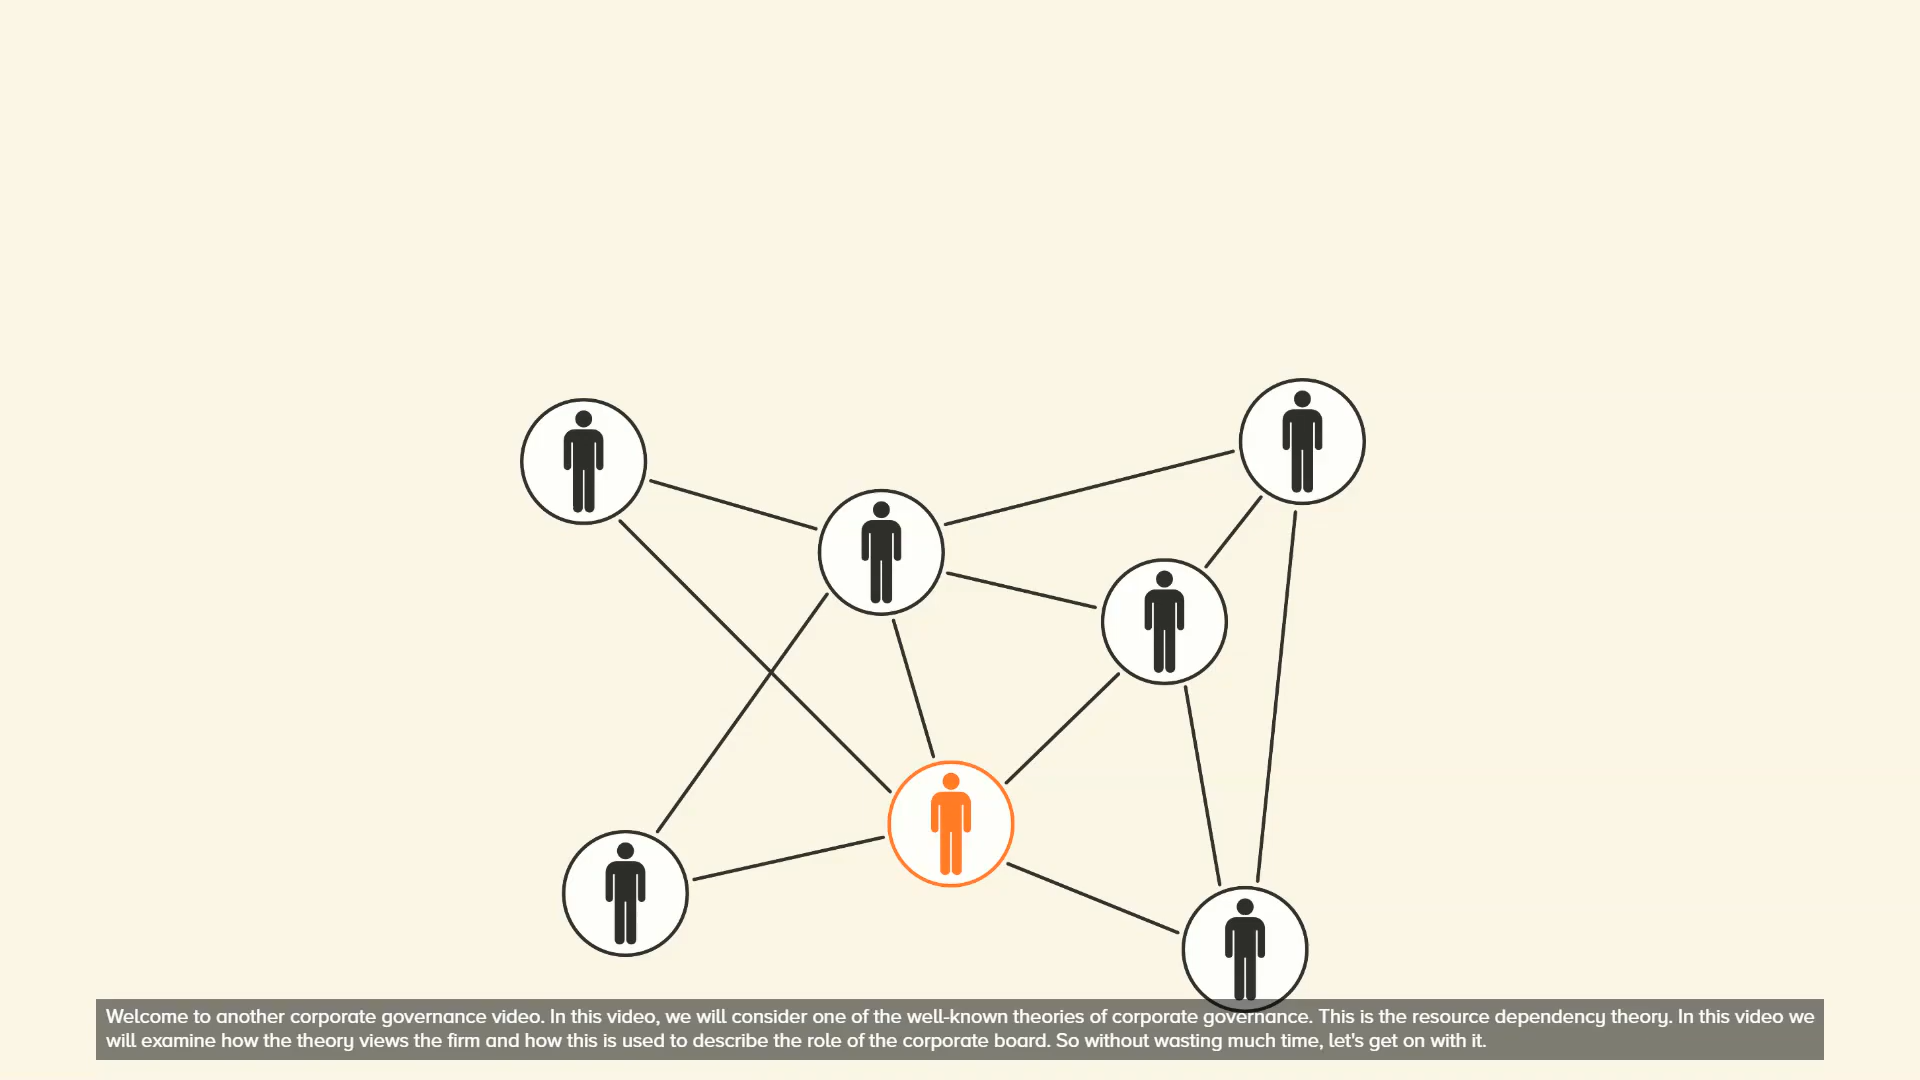 Welcome to another corporate governance video. In this video, we will consider one of the well-known theories of corporate governance. This is the resource dependency theory. In this video we
will examine how the theory views the firm and how this is used to describe the role of the corporate board. So without wasting much time, let's get on with it.